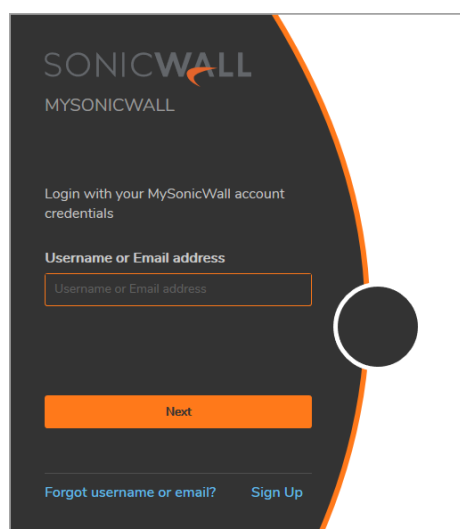 SONICWALL
MYSONICWALL
Login with your MySonicWall account
credentials
Username or Email address
Username or Email address
Next
Forgot username or email? Sign Up